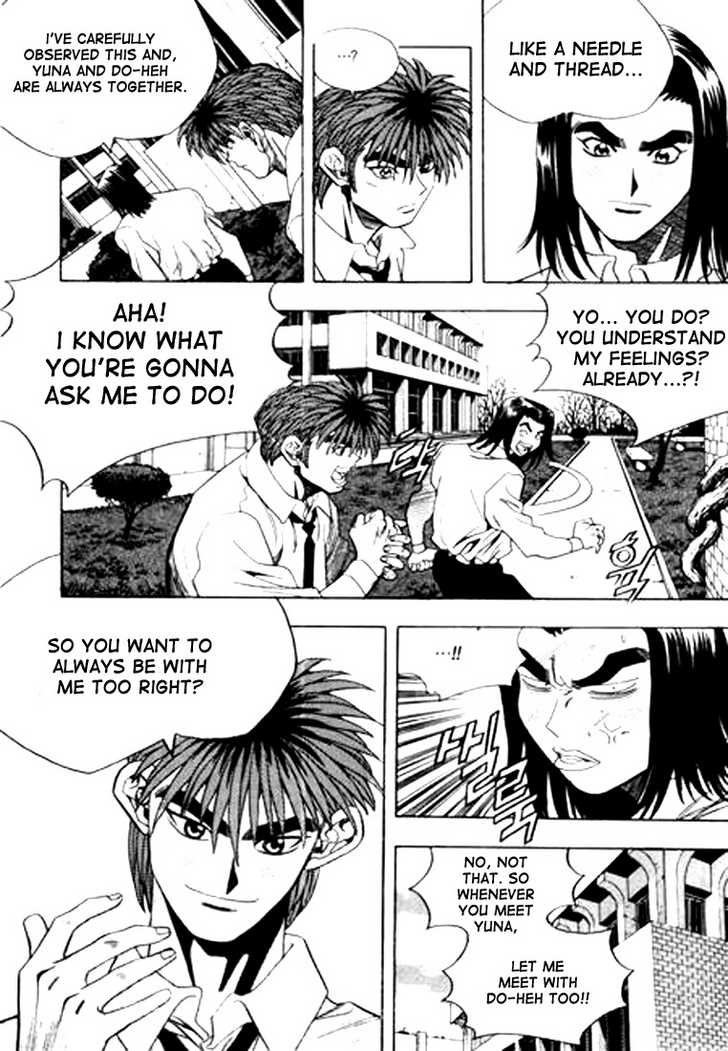 I'VE CAREFULLY
OBSERVED THIS AND,
YUNA AND DO-HEH
ARE ALWAYS TOGETHER.
...?
LIKE A NEEDLE
AND THREAD...
AHA!
I KNOW WHAT
YOU'RE GONNA
ASK ME TO DO!
YO... YOU DO?
YOU UNDERSTAND
MY FEELINGS?
ALREADY...?!
덕
휙
SO YOU WANT TO
ALWAYS BE WITH
ME TOO RIGHT?
...!!
NO, NOT
THAT. SO
WHENEVER
YOU MEET
YUNA,
LET ME
MEET WITH
DO-HEH TOO!!